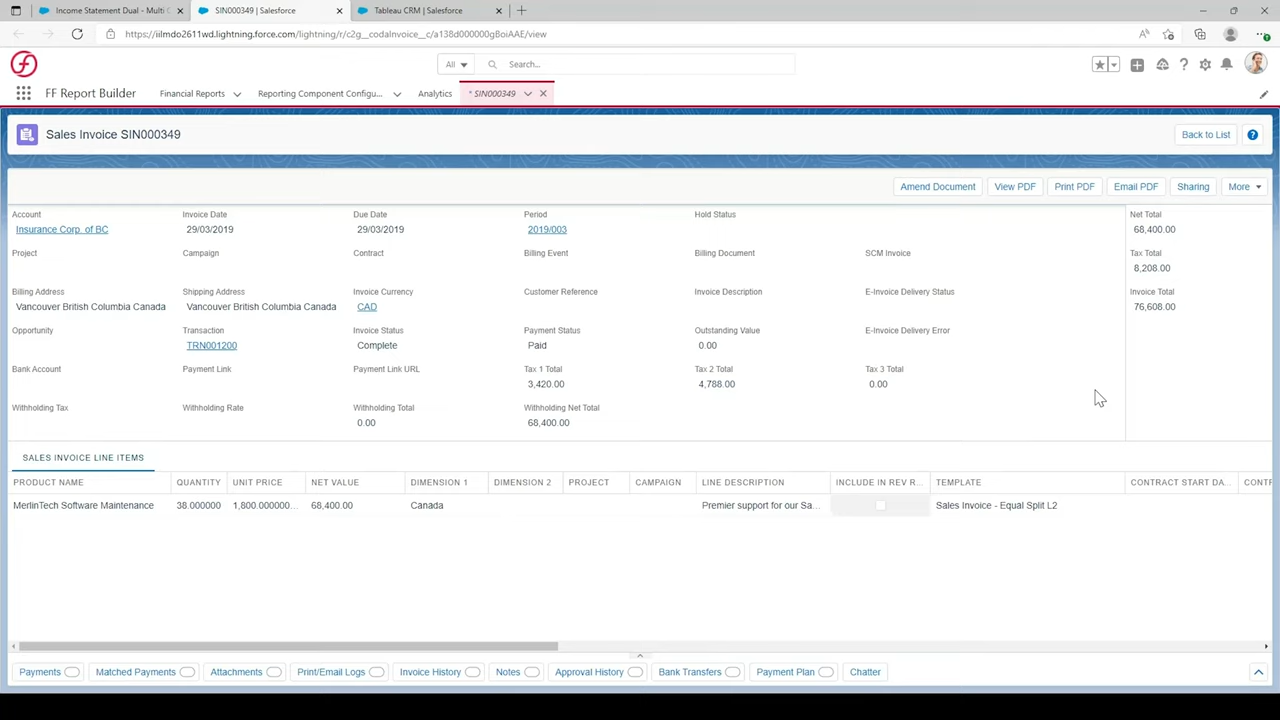 Income Statement Dual - Multi C
SIN000349 | Salesforce
Tableau CRM | Salesforce
https://iilmdo2611wd.lightning.force.com/lightning/r/c2g__codaInvoice__c/a138d000000gBoiAAE/view
All
Search...
FF Report Builder
Financial Reports
Reporting Component Configu...
Analytics
* SIN000349
Sales Invoice SIN000349
Back to List
Amend Document
View PDF
Print PDF
Email PDF
Sharing
More
Account Invoice Date Due Date Period Hold Status Net Total
Insurance Corp. of BC 29/03/2019 29/03/2019 2019/003 68,400.00
Project Campaign Contract Billing Event Billing Document SCM Invoice Tax Total
8,208.00
Billing Address Shipping Address Invoice Currency Customer Reference Invoice Description E-Invoice Delivery Status Invoice Total
Vancouver British Columbia Canada Vancouver British Columbia Canada CAD 76,608.00
Opportunity Transaction Invoice Status Payment Status Outstanding Value E-Invoice Delivery Error
TRN001200 Complete Paid 0.00
Bank Account Payment Link Payment Link URL Tax 1 Total Tax 2 Total Tax 3 Total
3,420.00 4,788.00 0.00
Withholding Tax Withholding Rate Withholding Total Withholding Net Total
0.00 68,400.00
SALES INVOICE LINE ITEMS
PRODUCT NAME QUANTITY UNIT PRICE NET VALUE DIMENSION 1 DIMENSION 2 PROJECT CAMPAIGN LINE DESCRIPTION INCLUDE IN REV R... TEMPLATE CONTRACT START DA... CONTR
MerlinTech Software Maintenance 38.000000 1,800.000000... 68,400.00 Canada Premier support for our Sa... Sales Invoice - Equal Split L2
Payments
Matched Payments
Attachments
Print/Email Logs
Invoice History
Notes
Approval History
Bank Transfers
Payment Plan
Chatter